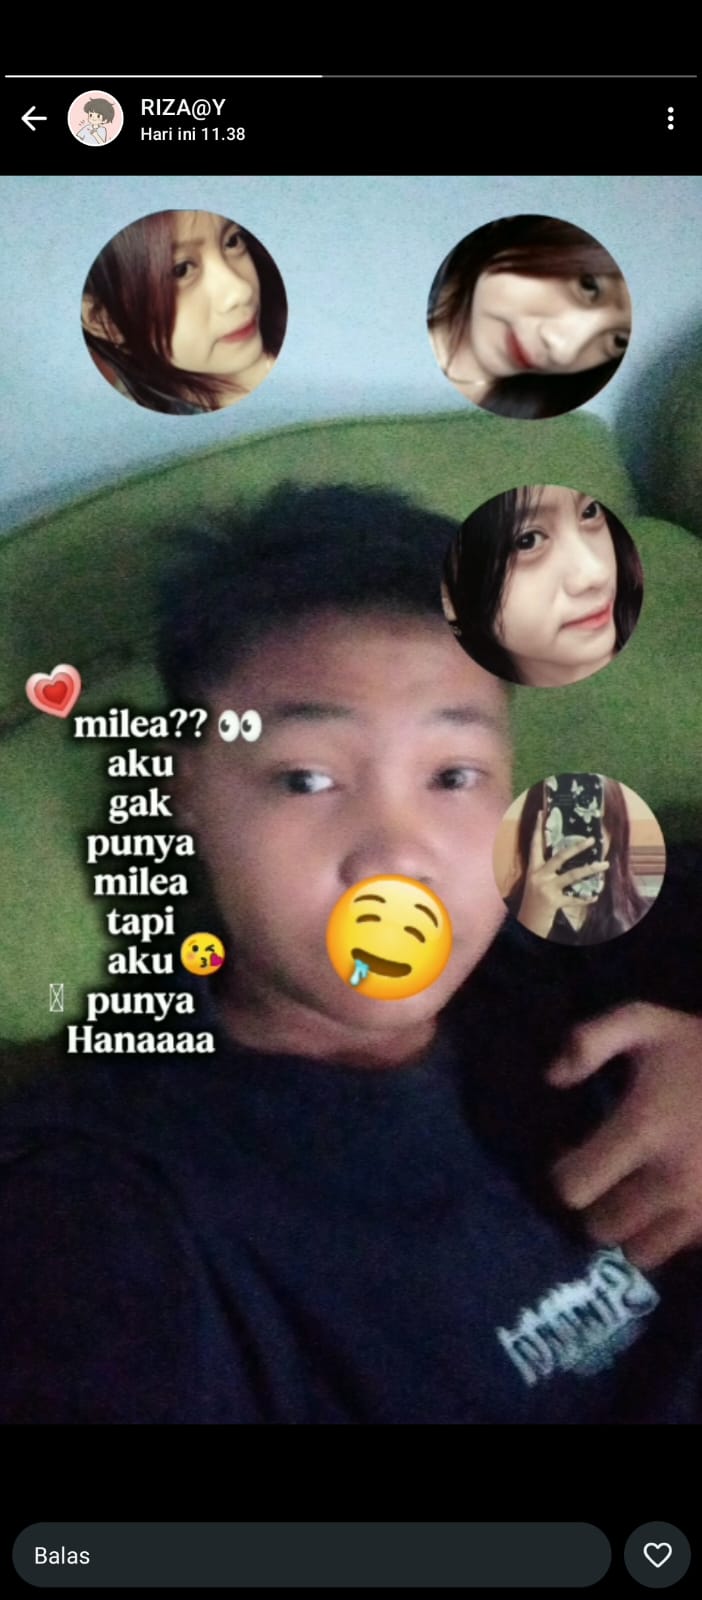 RIZA@Y
Hari ini 11.38
milea?? 👀
aku
gak
punya
milea
tapi
aku😘
punya
Hanaaaa
Balas